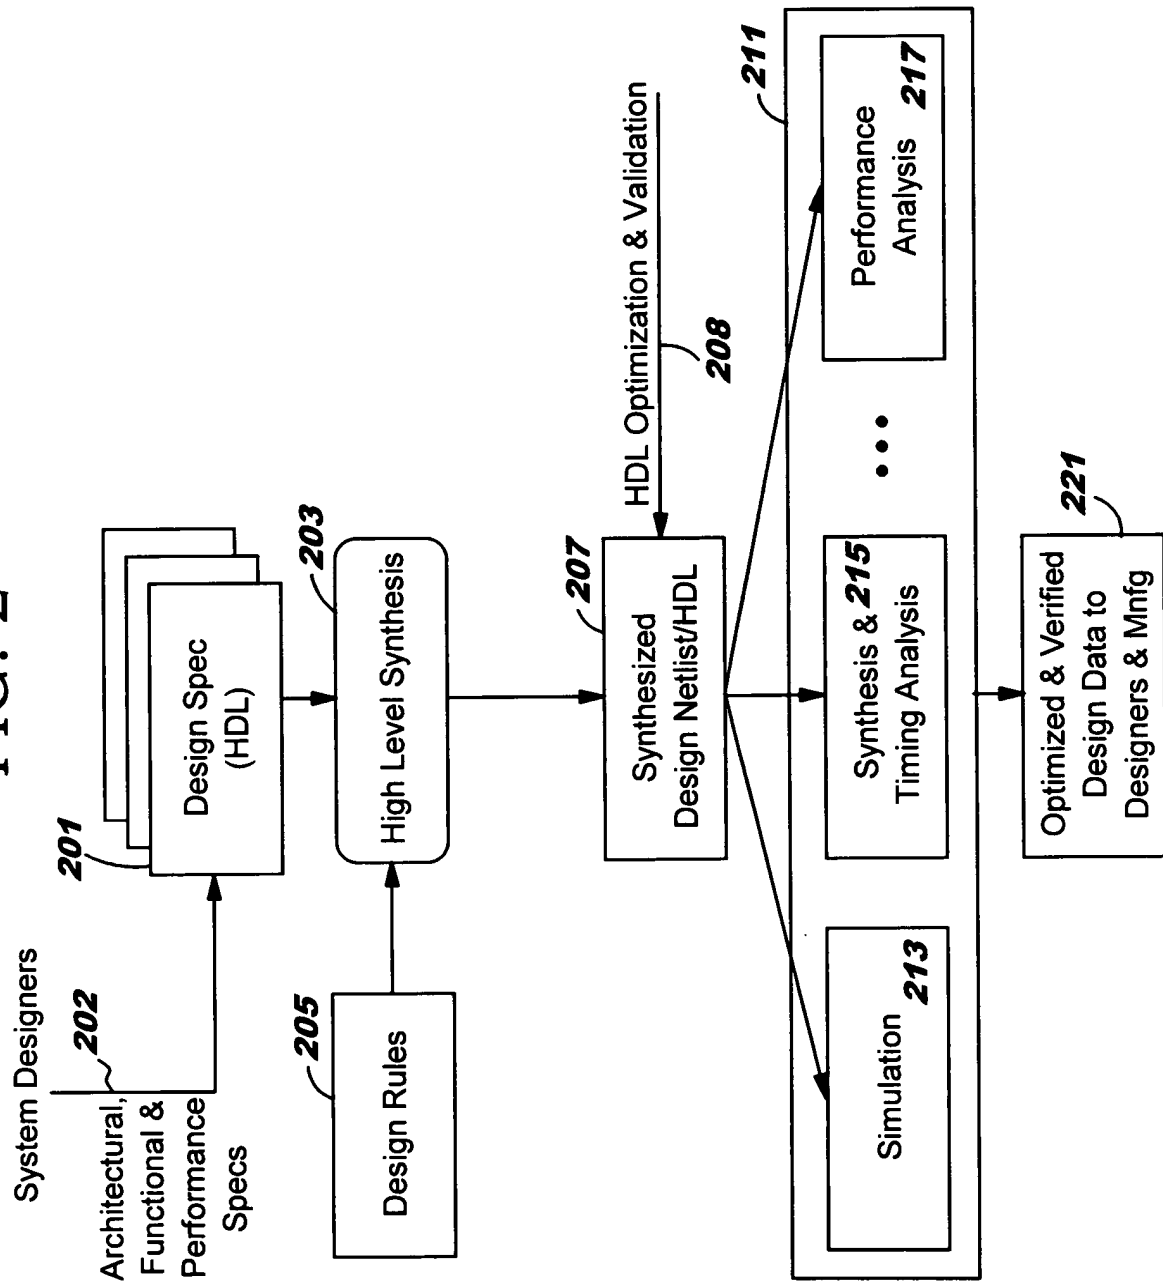 FIG. 2
System Designers
202
Architectural,
Functional &
Performance
Specs
201
Design Spec
(HDL)
205
Design Rules
203
High Level Synthesis
207
Synthesized
Design Netlist/HDL
HDL Optimization & Validation
208
211
Simulation
213
Synthesis & 215
Timing Analysis
Performance
Analysis 217
221
Optimized & Verified
Design Data to
Designers & Mnfg